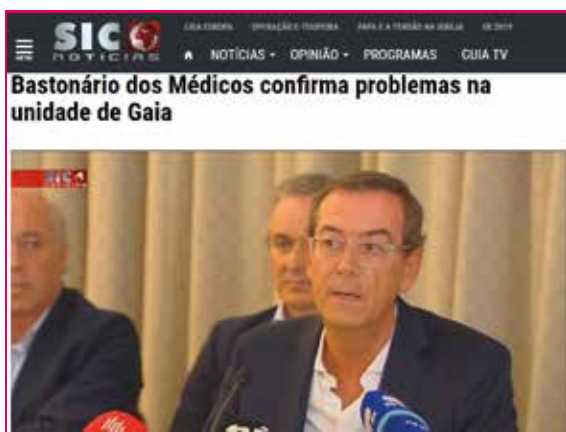 SIC
NOTÍCIAS
NOTÍCIAS OPINIÃO PROGRAMAS GUIA TV
Bastonário dos Médicos confirma problemas na
unidade de Gaia
SIC